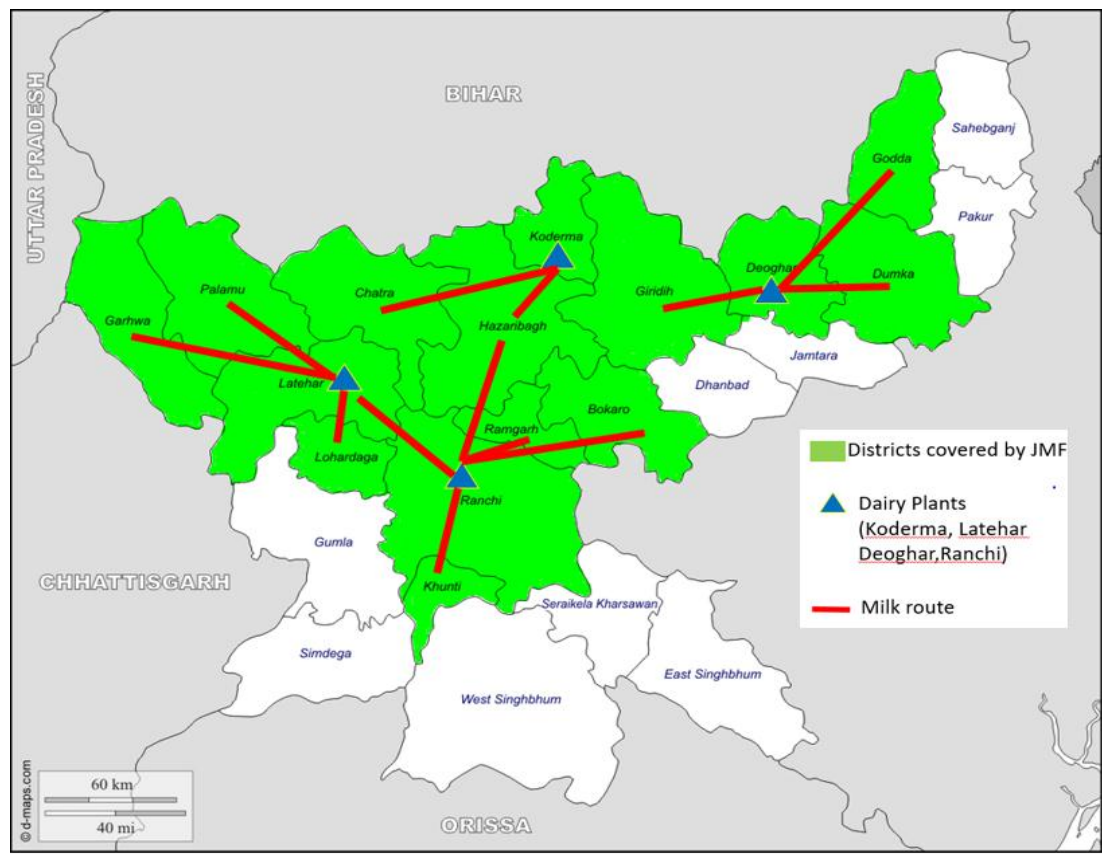 BIHAR
UTTAR PRADESH
Sahebganj
Godda
Pakur
Koderma
Deoghar
Dumka
Palamu
Chatra
Giridih
Garhwa
Hazaribagh
Jamtara
Latehar
Dhanbad
Bokaro
Ramgarh
Lohardaga
Ranchi
Gumla
CHHATTISGARH
Khunti
Seraikela Kharsawan
Simdega
East Singhbhum
West Singhbhum
ORISSA
Districts covered by JMF
Dairy Plants
(Koderma, Latehar
Deoghar,Ranchi)
Milk route
60 km
40 mi
© d-maps.com